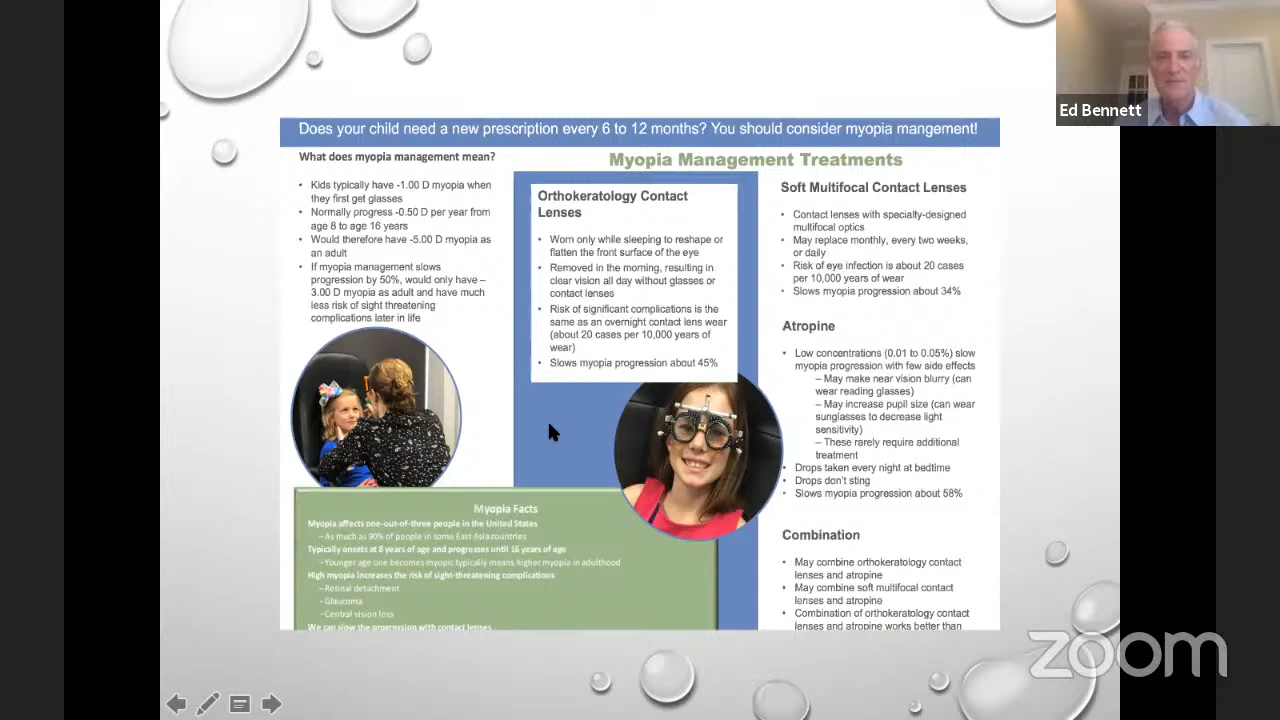 Does your child need a new prescription every 6 to 12 months? You should consider myopia mangement!
What does myopia management mean?
• Kids typically have -1.00 D myopia when
they first get glasses
• Normally progress -0.50 D per year from
age 8 to age 16 years
• Would therefore have -5.00 D myopia as
an adult
• If myopia management slows
progression by 50%, would only have –
3.00 D myopia as adult and have much
less risk of sight threatening
complications later in life
Myopia Management Treatments
Orthokeratology Contact
Lenses
• Worn only while sleeping to reshape or
flatten the front surface of the eye
• Removed in the morning, resulting in
clear vision all day without glasses or
contact lenses
• Risk of significant complications is the
same as an overnight contact lens wear
(about 20 cases per 10,000 years of
wear)
• Slows myopia progression about 45%
Soft Multifocal Contact Lenses
• Contact lenses with specialty-designed
multifocal optics
• May replace monthly, every two weeks,
or daily
• Risk of eye infection is about 20 cases
per 10,000 years of wear
• Slows myopia progression about 34%
Atropine
• Low concentrations (0.01 to 0.05%) slow
myopia progression with few side effects
– May make near vision blurry (can
wear reading glasses)
– May increase pupil size (can wear
sunglasses to decrease light
sensitivity)
– These rarely require additional
treatment
• Drops taken every night at bedtime
• Drops don't sting
• Slows myopia progression about 58%
Combination
• May combine orthokeratology contact
lenses and atropine
• May combine soft multifocal contact
lenses and atropine
• Combination of orthokeratology contact
lenses and atropine works better than
Myopia Facts
Myopia affects one-out-of-three people in the United States
– As much as 90% of people in some East Asia countries
Typically onsets at 8 years of age and progresses until 16 years of age
– Younger age one becomes myopic typically means higher myopia in adulthood
High myopia increases the risk of sight-threatening complications
– Retinal detachment
– Glaucoma
– Central vision loss
We can slow the progression with contact lenses
Ed Bennett
zoom